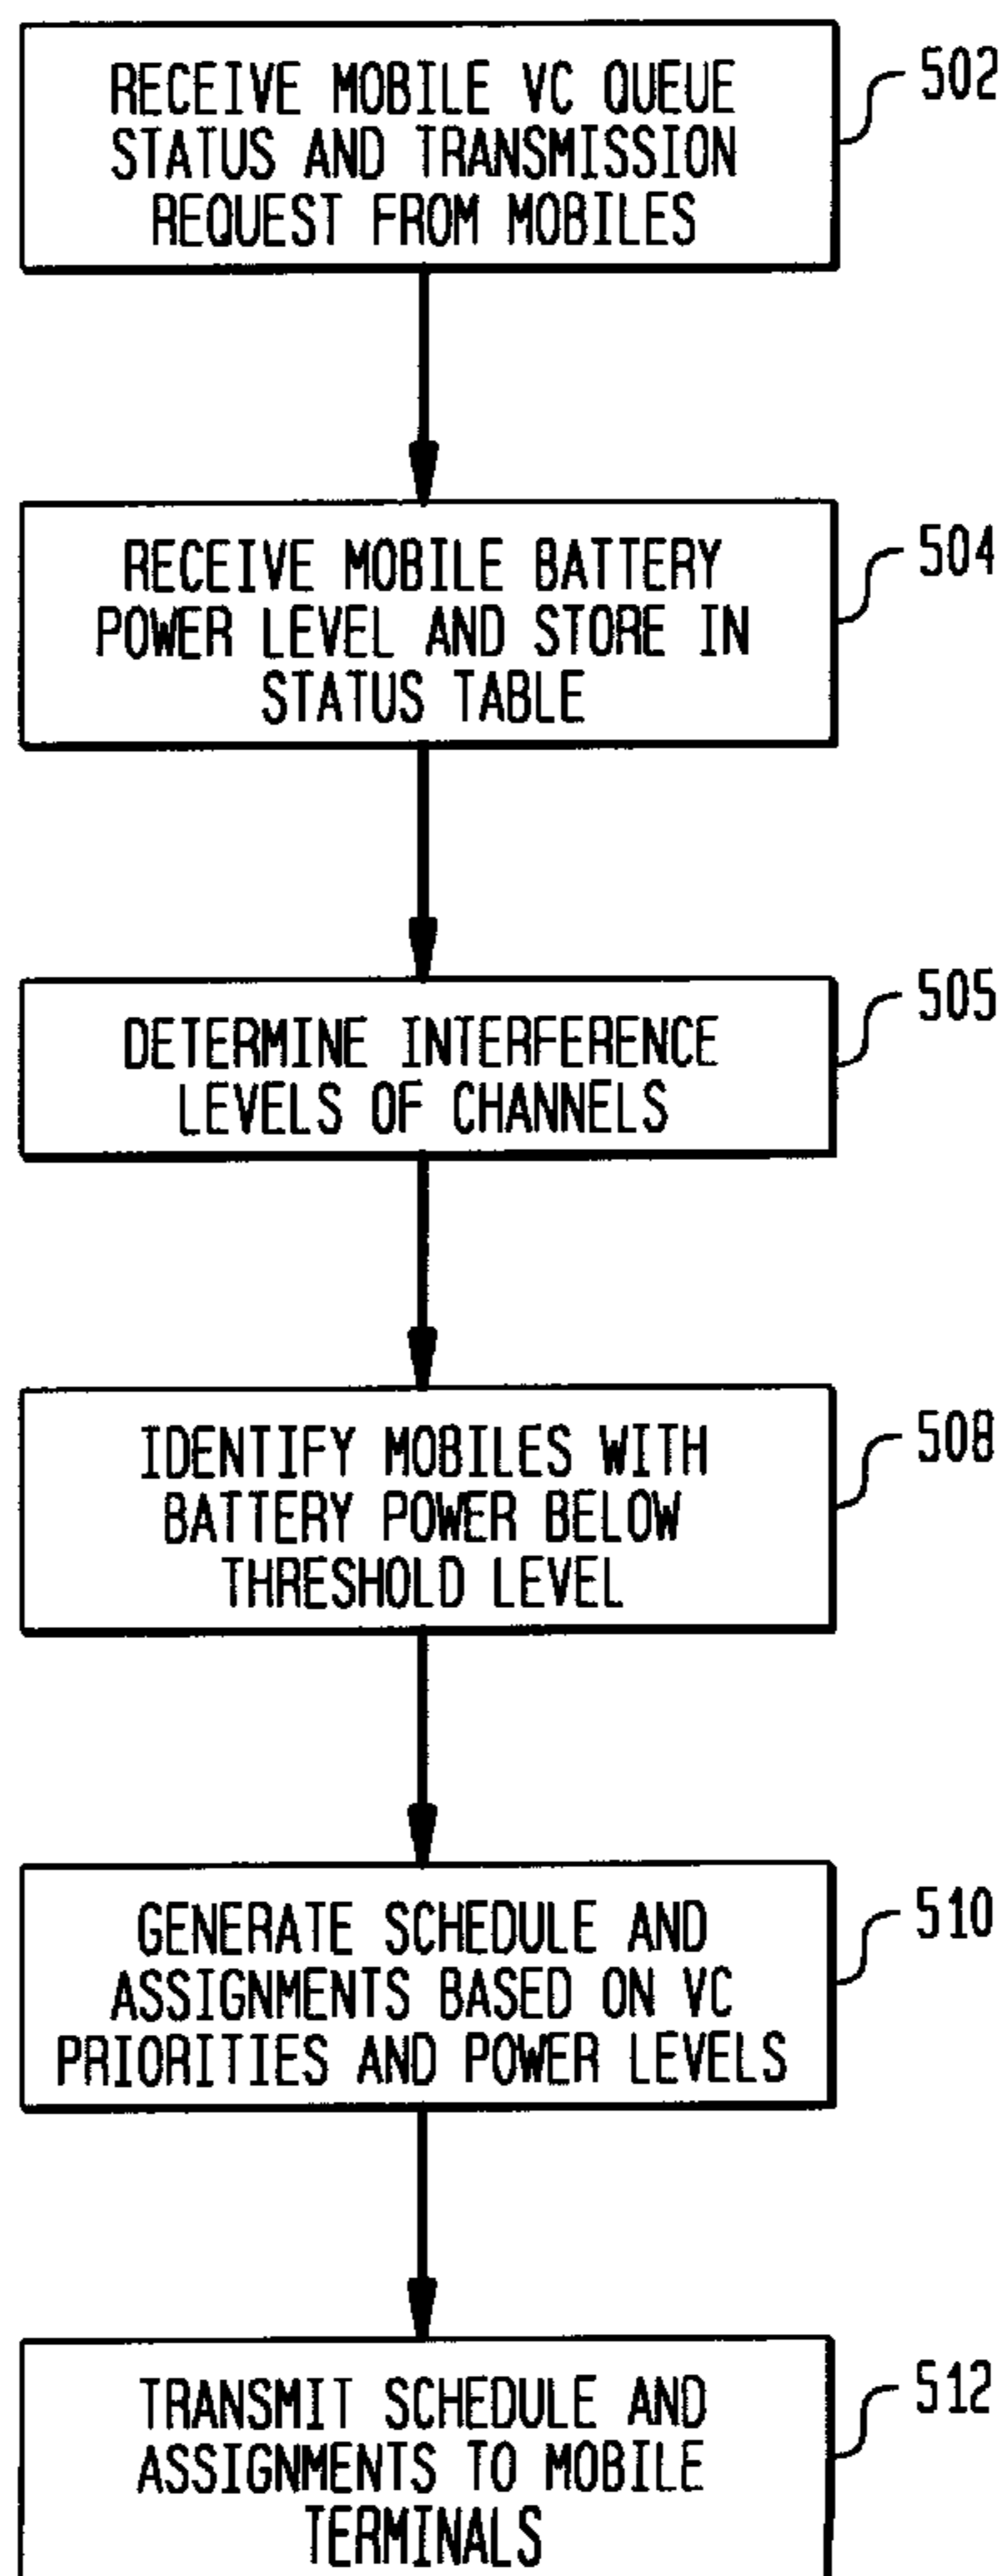 RECEIVE MOBILE VC QUEUE
STATUS AND TRANSMISSION
REQUEST FROM MOBILES
502
RECEIVE MOBILE BATTERY
POWER LEVEL AND STORE IN
STATUS TABLE
504
DETERMINE INTERFERENCE
LEVELS OF CHANNELS
505
IDENTIFY MOBILES WITH
BATTERY POWER BELOW
THRESHOLD LEVEL
508
GENERATE SCHEDULE AND
ASSIGNMENTS BASED ON VC
PRIORITIES AND POWER LEVELS
510
TRANSMIT SCHEDULE AND
ASSIGNMENTS TO MOBILE
TERMINALS
512